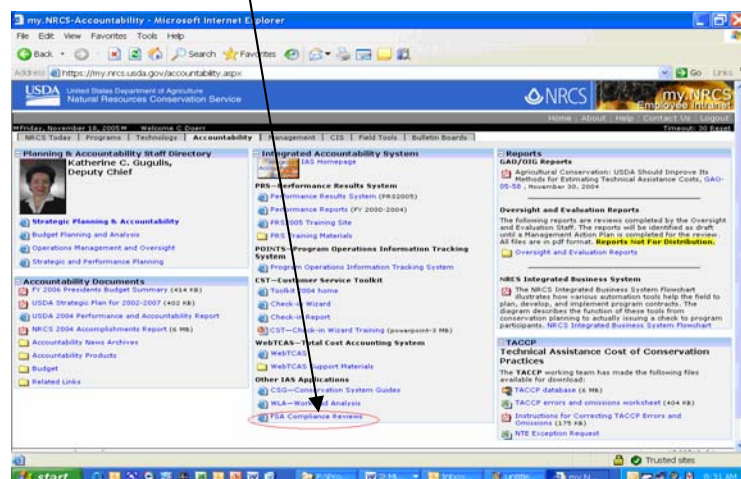 my.NRCS-Accountability - Microsoft Internet Explorer
File Edit View Favorites Tools Help
Back Search Favorites
Address https://my.nrcs.usda.gov/accountability.aspx Go Links
USDA United States Department of Agriculture
Natural Resources Conservation Service
NRCS my.NRCS
Employee Intranet
Home | About | Help | Contact Us | Logout
Friday, November 18, 2005 Welcome C Doerr Timeout: 30 Reset
NRCS Today | Programs | Technology | Accountability | Management | CIS | Field Tools | Bulletin Boards |
Planning & Accountability Staff Directory
Katherine C. Gugulis,
Deputy Chief
Strategic Planning & Accountability
Budget Planning and Analysis
Operations Management and Oversight
Strategic and Performance Planning
Accountability Documents
FY 2006 Presidents Budget Summary (414 KB)
USDA Strategic Plan for 2002-2007 (402 KB)
USDA 2004 Performance and Accountability Report
NRCS 2004 Accomplishments Report (6 MB)
Accountability News Archives
Accountability Products
Budget
Related Links
Integrated Accountability System
IAS Homepage
PRS—Performance Results System
Performance Results System (PRS2005)
Performance Reports (FY 2000-2004)
PRS2005 Training Site
PRS Training Materials
POINTS—Program Operations Information Tracking
System
Program Operations Information Tracking System
CST—Customer Service Toolkit
Toolkit 2004 home
Check-in Wizard
Check-in Report
CST—Check-in Wizard Training (powerpoint-3 MB)
WebTCAS—Total Cost Accounting System
WebTCAS
WebTCAS Support Materials
Other IAS Applications
CSG—Conservation System Guides
WLA—Workload Analysis
FSA Compliance Reviews
Reports
GAO/OIG Reports
Agricultural Conservation: USDA Should Improve Its
Methods for Estimating Technical Assistance Costs, GAO-
05-58, November 30, 2004
Oversight and Evaluation Reports
The following reports are reviews completed by the Oversight
and Evaluation Staff. The reports will be identified as draft
until a Management Action Plan is completed for the review.
All files are in pdf format. Reports Not For Distribution.
Oversight and Evaluation Reports
NRCS Integrated Business System
The NRCS Integrated Business System Flowchart
illustrates how various automation tools help the field to
plan, develop, and implement program contracts. The
diagram describes the function of these tools from
conservation planning to actually issuing a check to program
participants. NRCS Integrated Business System Flowchart
TACCP
Technical Assistance Cost of Conservation
Practices
The TACCP working team has made the following files
available for download:
TACCP database (6 MB)
TACCP errors and omissions worksheet (404 KB)
Instructions for Correcting TACCP Errors and
Omissions (175 KB)
NTE Exception Request
Trusted sites
start Inbox untitle my.N 8:31 AM